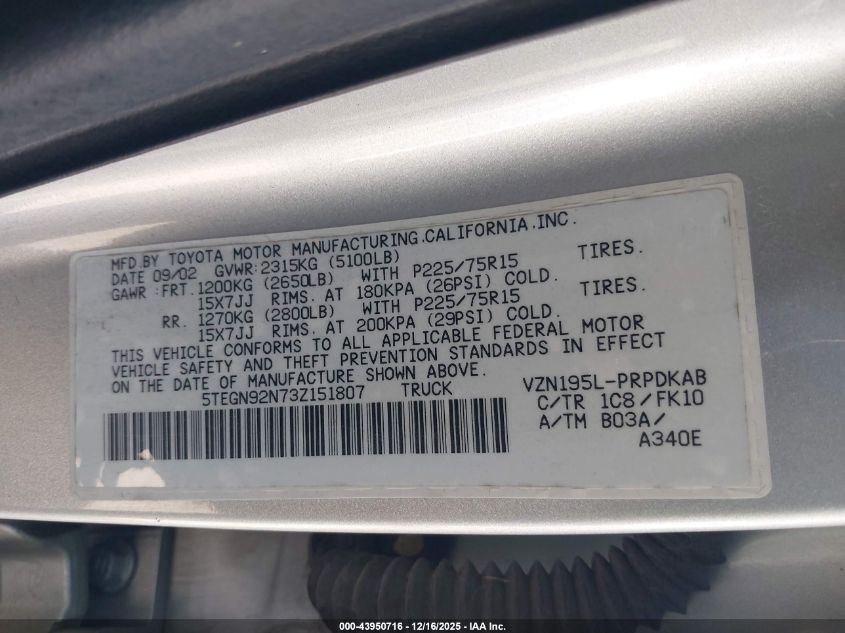 MFD.BY TOYOTA MOTOR MANUFACTURING,CALIFORNIA,INC.
DATE 09/02 GVWR:2315KG (5100LB)
GAWR :FRT.1200KG (2650LB) WITH P225/75R15 TIRES.
15X7JJ RIMS. AT 180KPA (26PSI) COLD.
RR. 1270KG (2800LB) WITH P225/75R15 TIRES.
15X7JJ RIMS. AT 200KPA (29PSI) COLD.
THIS VEHICLE CONFORMS TO ALL APPLICABLE FEDERAL MOTOR
VEHICLE SAFETY AND THEFT PREVENTION STANDARDS IN EFFECT
ON THE DATE OF MANUFACTURE SHOWN ABOVE.
5TEGN92N73Z151807 TRUCK VZN195L-PRPDKAB
C/TR 1C8/FK10
A/TM B03A/
A340E
000-43950716 - 12/16/2025 - IAA Inc.